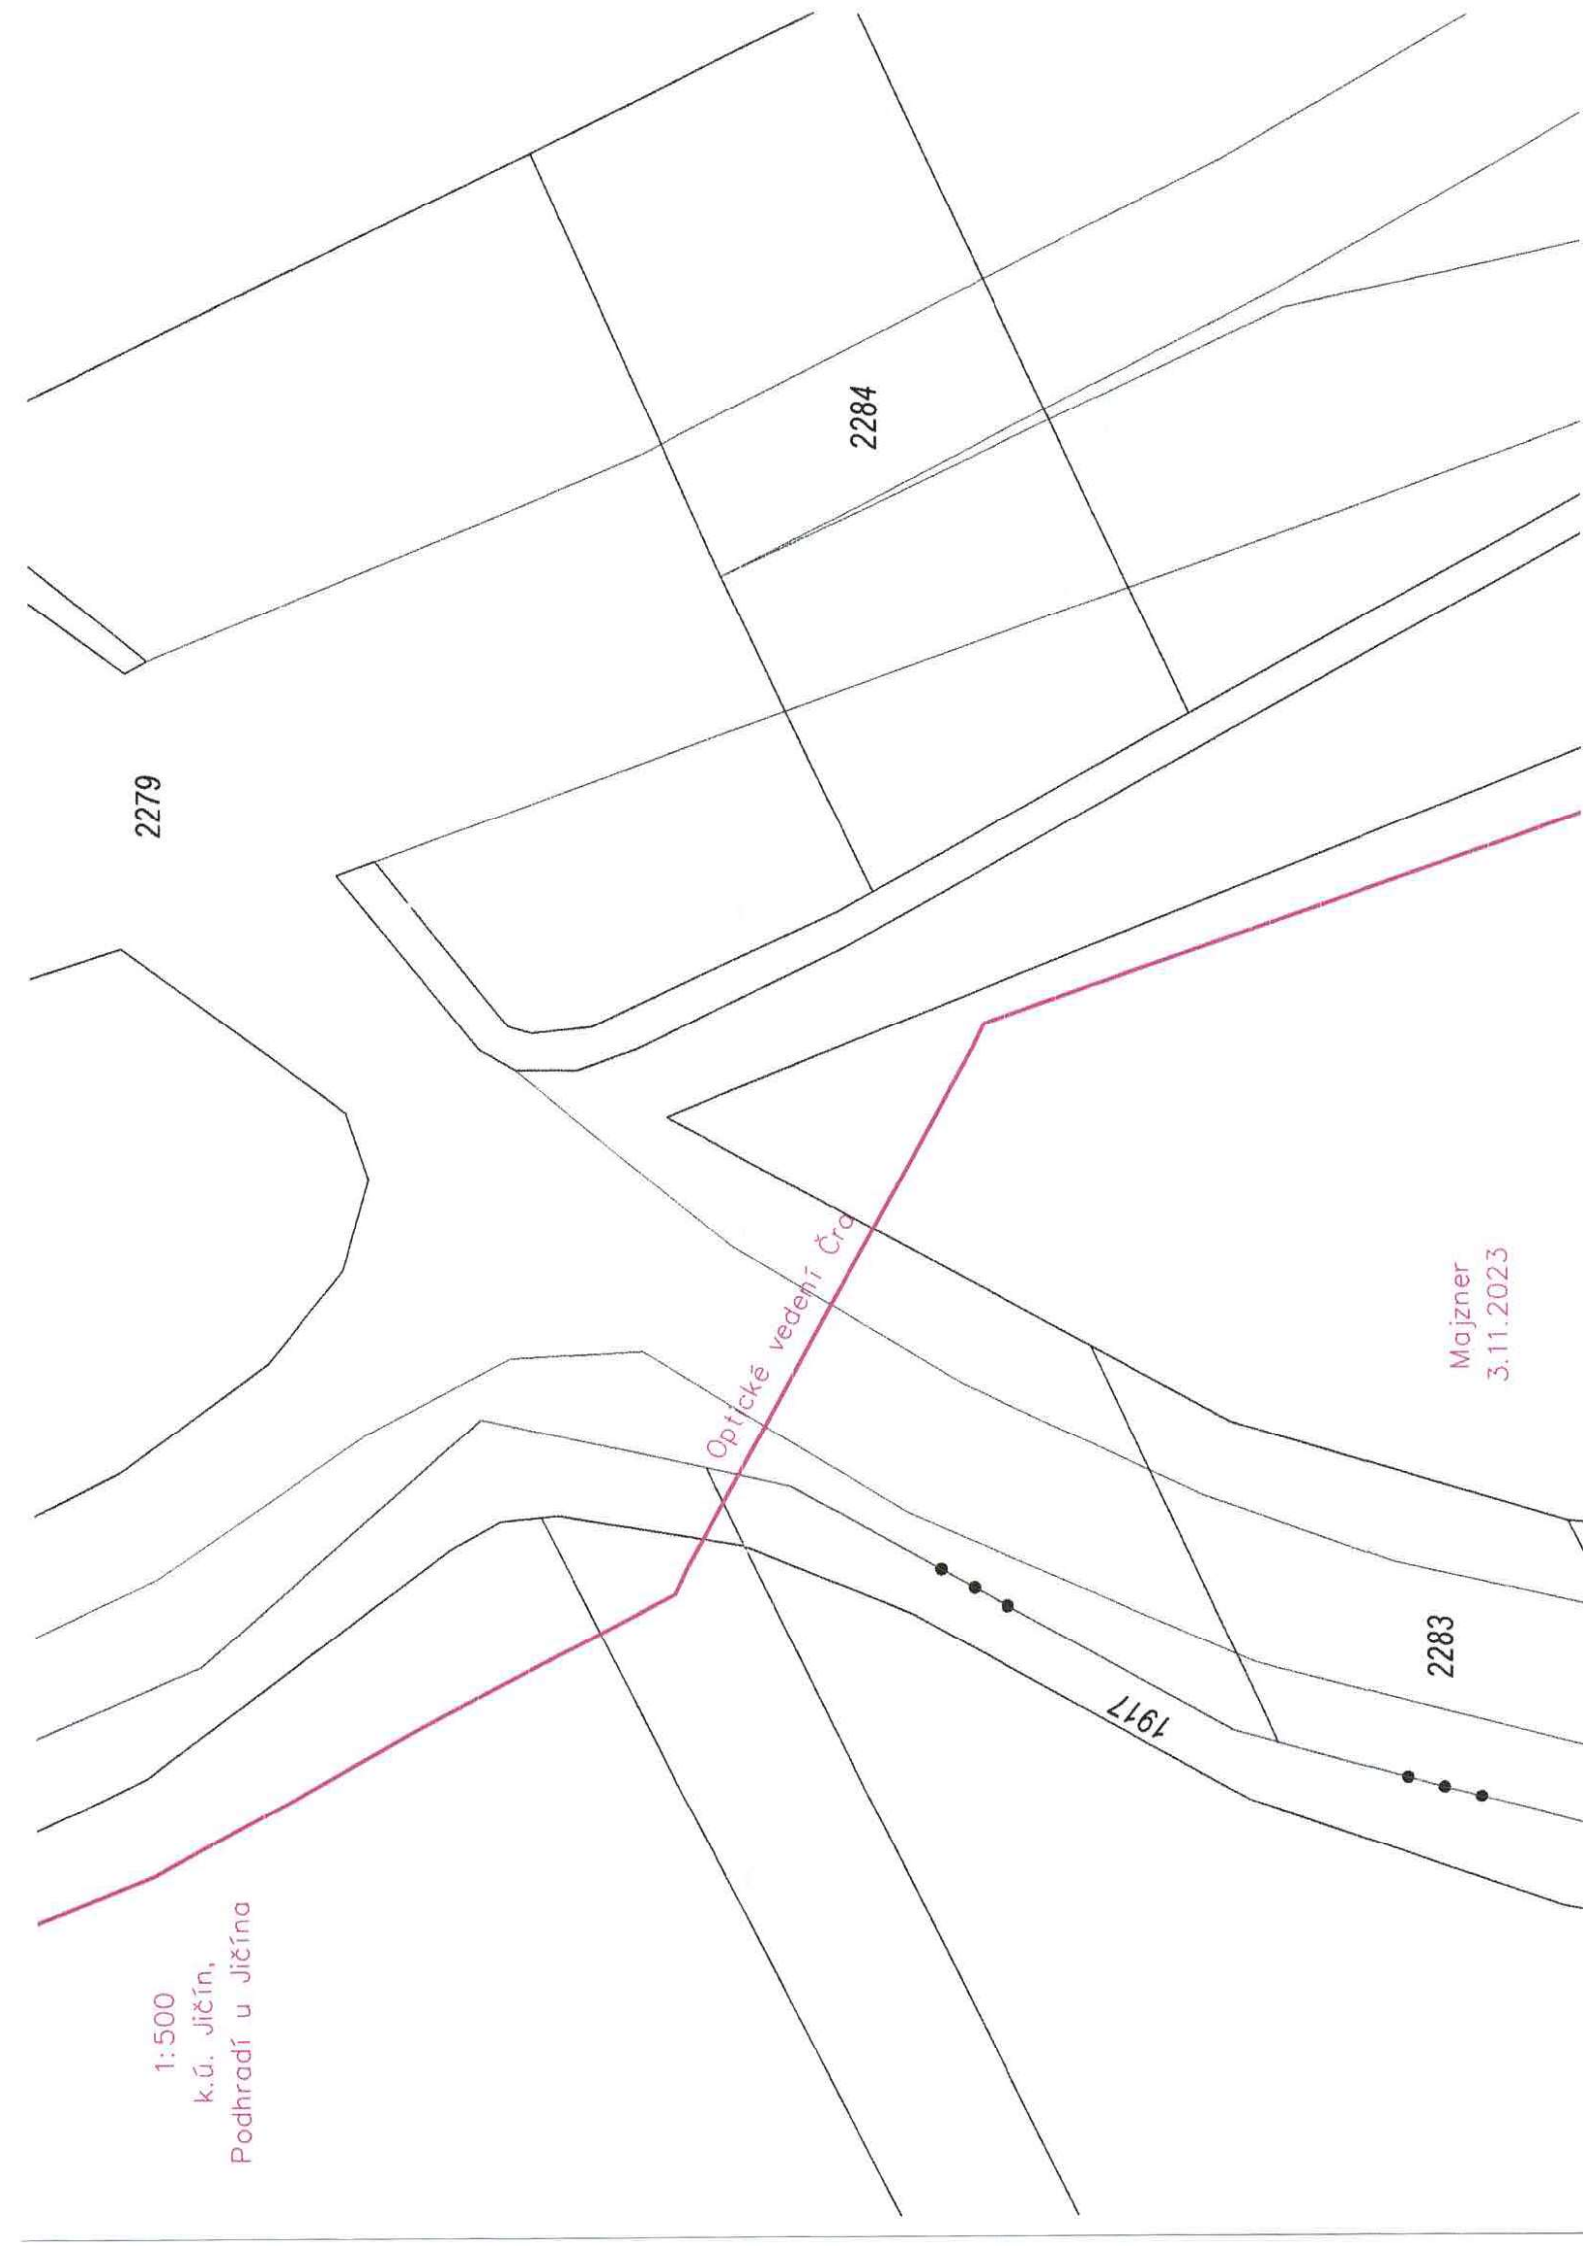 2279
2284
Optické vedení Čra
1:500
k.ú. Jičín,
Podhradí u Jičína
1917
2283
Majzner
3.11.2023